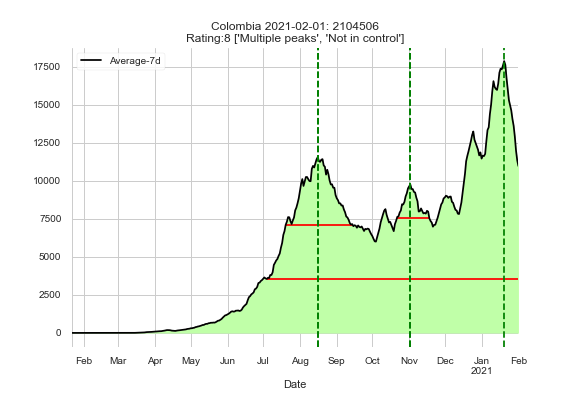 Colombia 2021-02-01: 2104506
Rating:8 ['Multiple peaks', 'Not in control']
Average-7d
17500
15000
12500
10000
7500
5000
2500
0
Feb Mar Apr May Jun Jul Aug Sep Oct Nov Dec Jan Feb
2021
Date